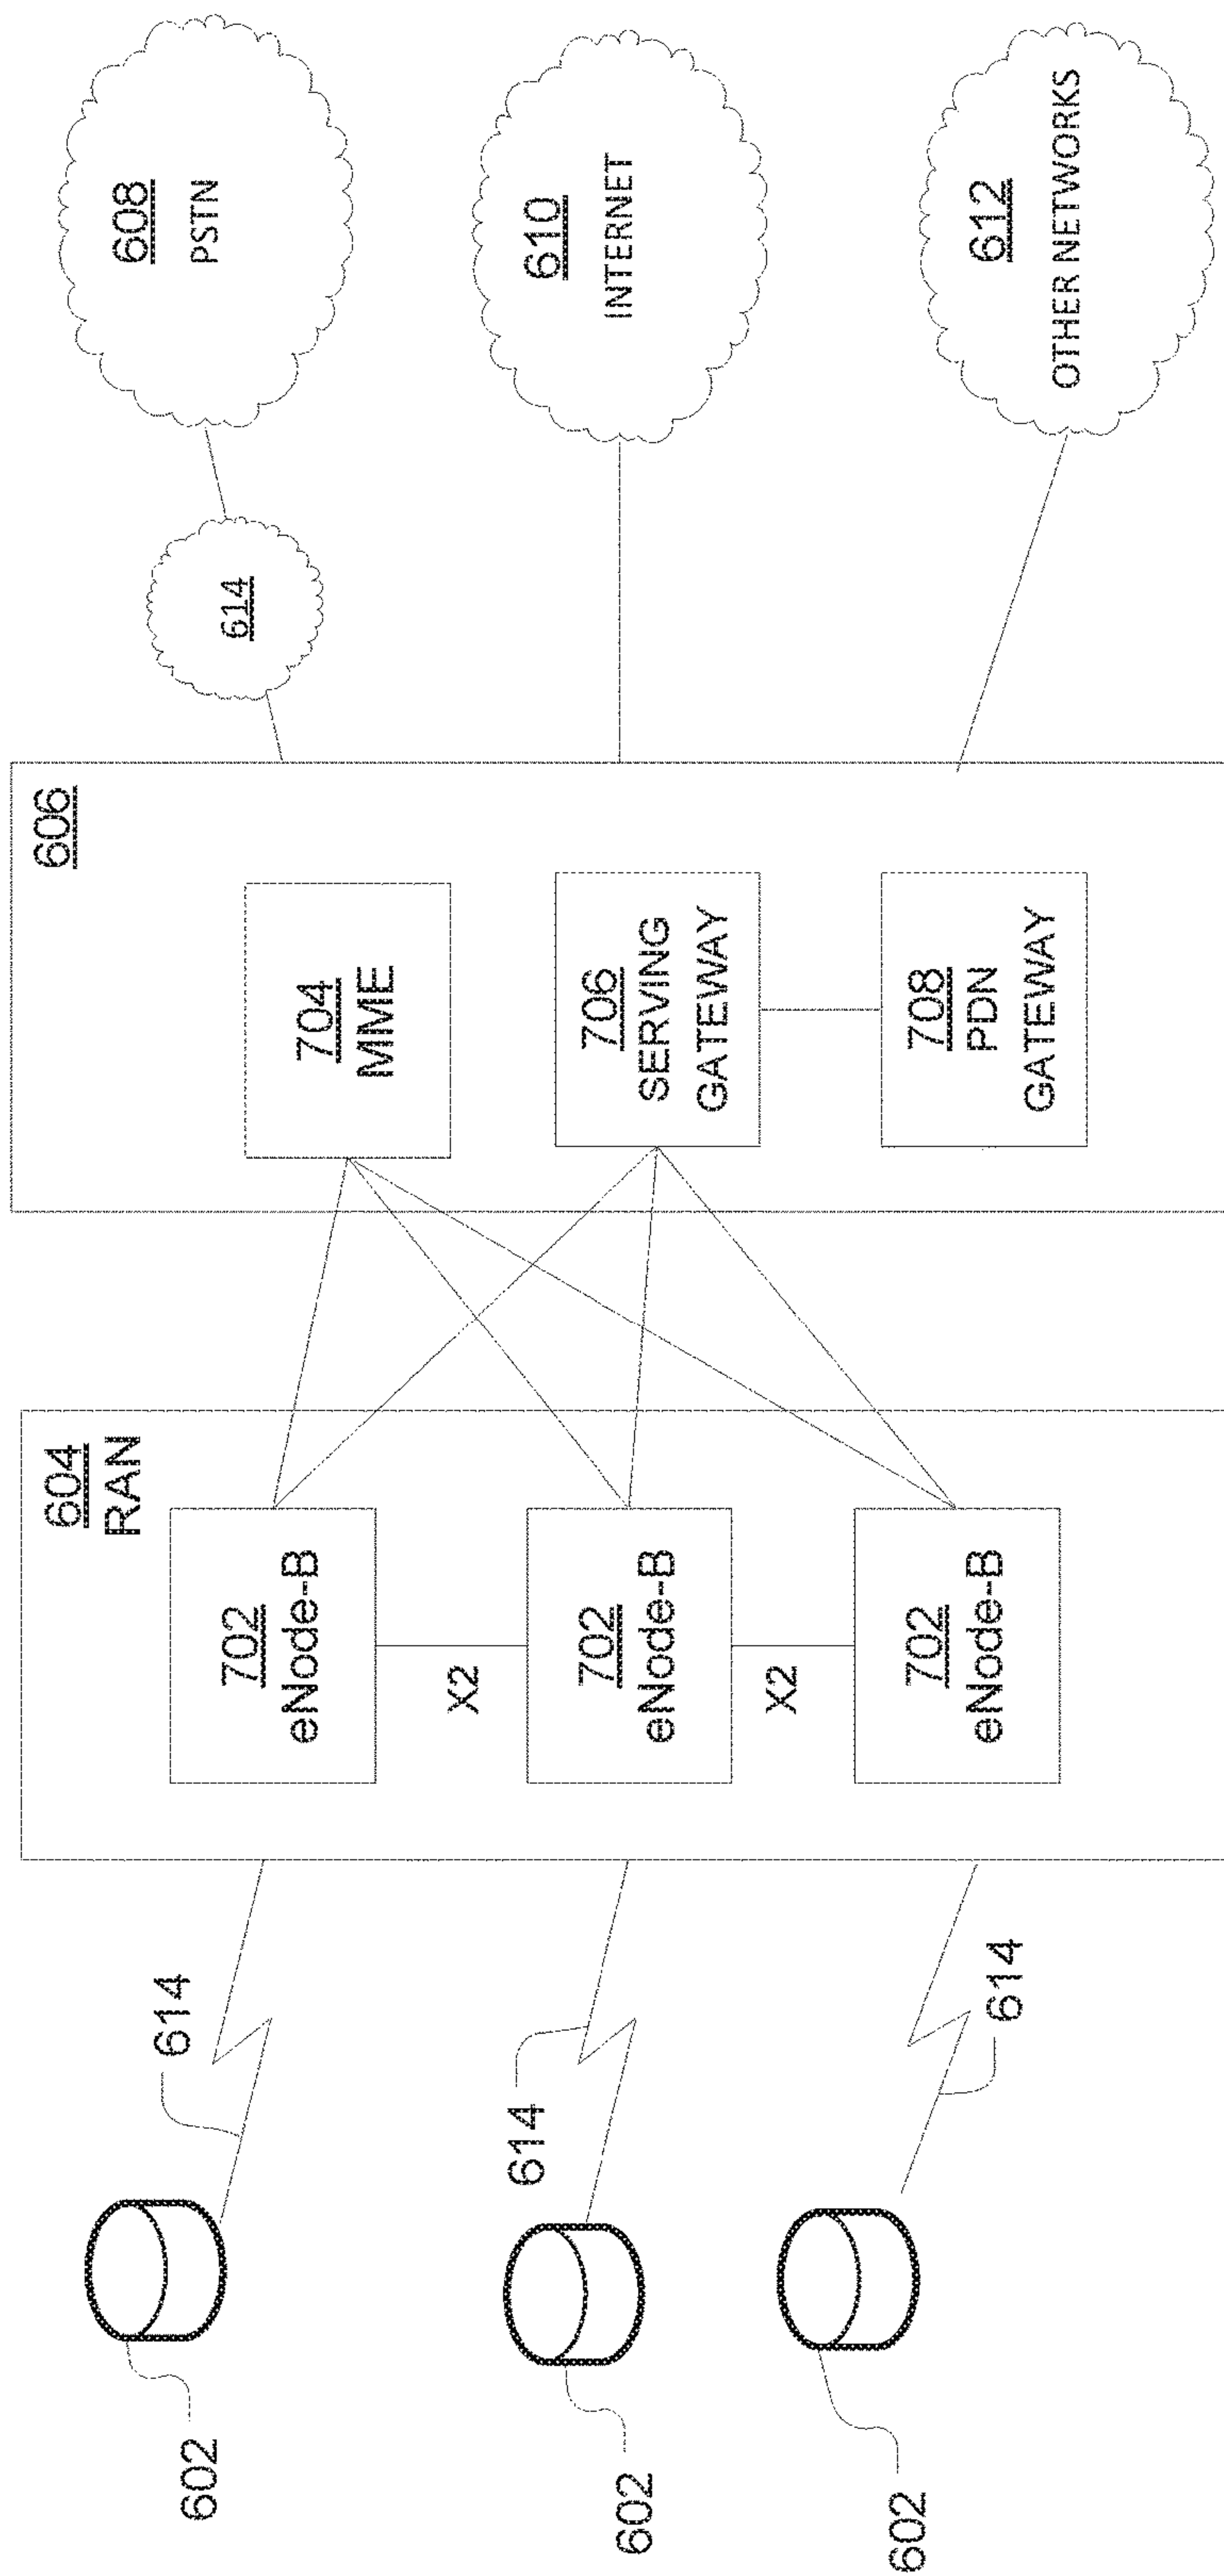 602
602
602
614
614
614
604
RAN
702
eNode-B
X2
702
eNode-B
X2
702
eNode-B
606
704
MME
706
SERVING
GATEWAY
708
PDN
GATEWAY
614
608
PSTN
610
INTERNET
612
OTHER NETWORKS